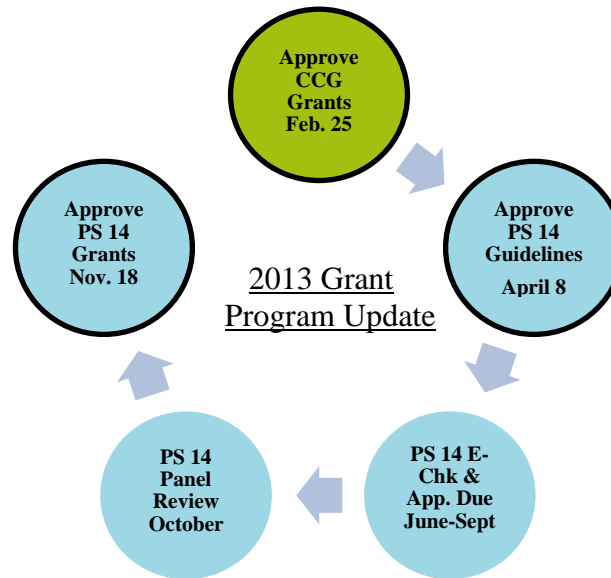 Approve
CCG
Grants
Feb. 25
Approve
PS 14
Guidelines
April 8
PS 14 E-
Chk &
App. Due
June-Sept
PS 14
Panel
Review
October
Approve
PS 14
Grants
Nov. 18
2013 Grant
Program Update